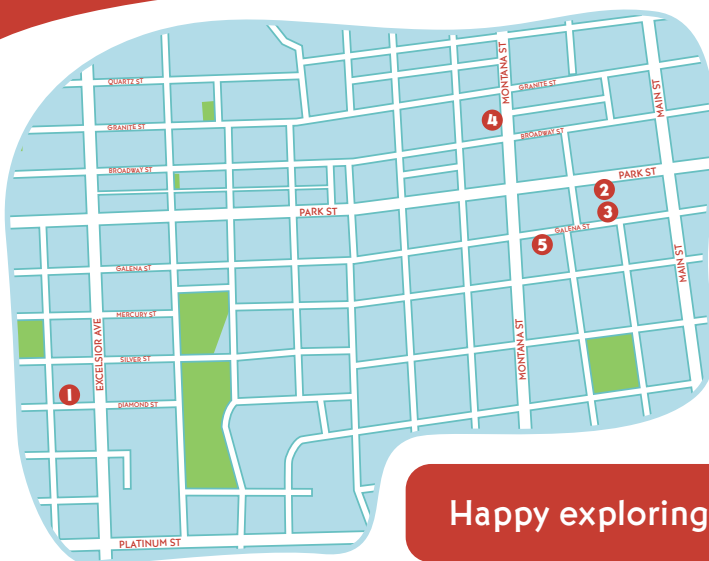 QUARTZ ST
GRANITE ST
BROADWAY ST
MONTANA ST
GRANITE ST
MAIN ST
4
BROADWAY ST
PARK ST
2
PARK ST
3
GALENA ST
5
GALENA ST
MAIN ST
MERCURY ST
EXCELSIOR AVE
MONTANA ST
SILVER ST
1
DIAMOND ST
PLATINUM ST
Happy exploring